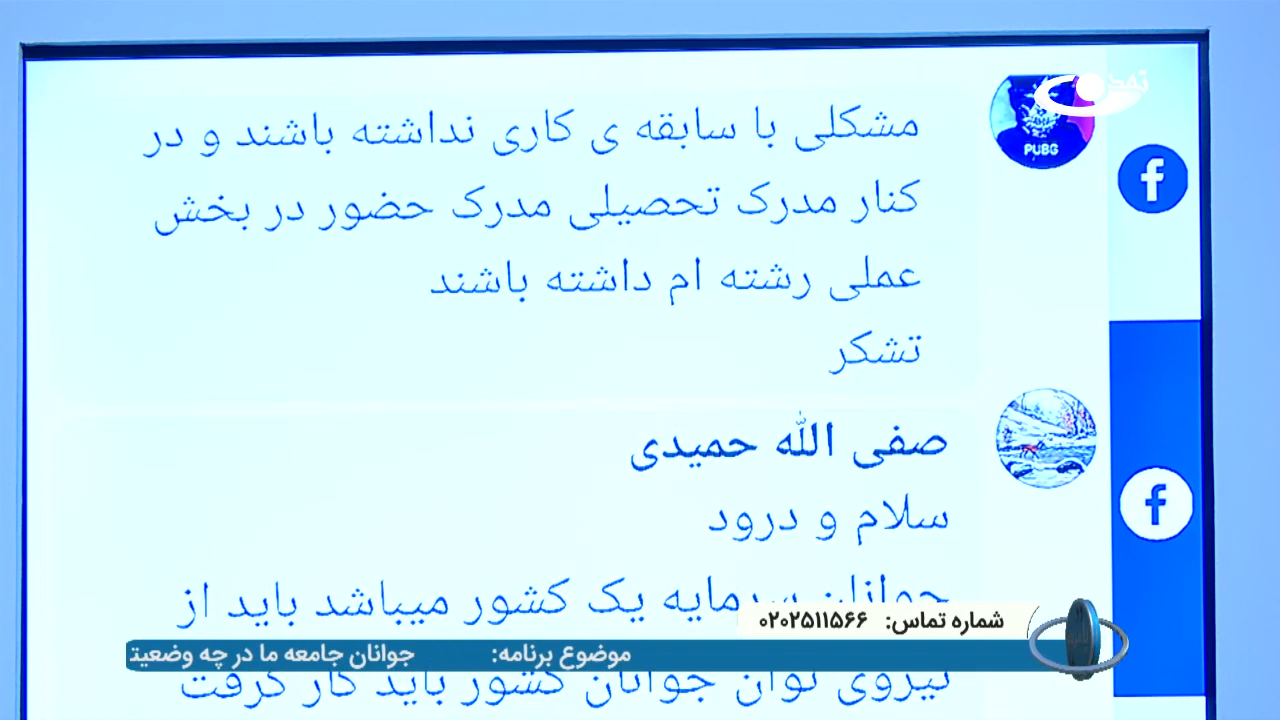 تمدن
PUBG
مشکلی با سابقه ی کاری نداشته باشند و در
کنار مدرک تحصیلی مدرک حضور در بخش
عملی رشته ام داشته باشند
تشکر
صفی الله حمیدی
سلام و درود
جوانان سرمایه یک کشور میباشد باید از
نیروی توان جوانان کشور باید کار گرفت
شماره تماس: ۰۲۰۲۵۱۱۵۶۶
موضوع برنامه: جوانان جامعه ما در چه وضعیت